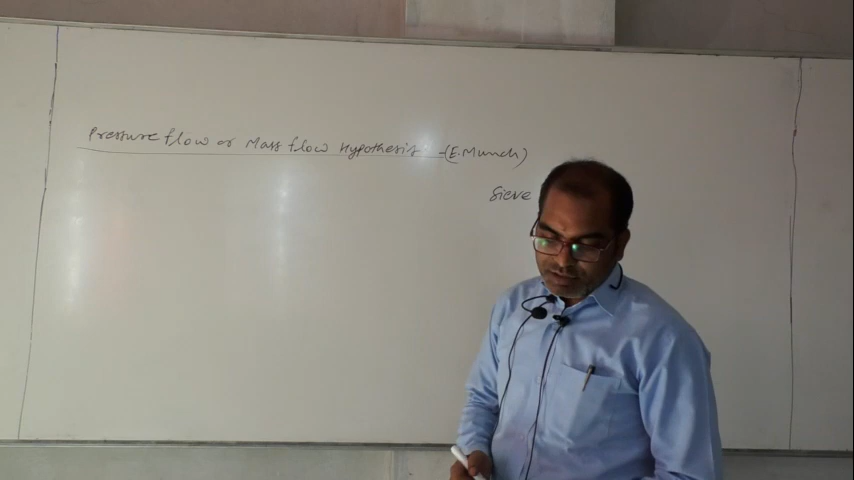 Pressure flow or Mass flow Hypothesis - (E. Munch)
Sieve